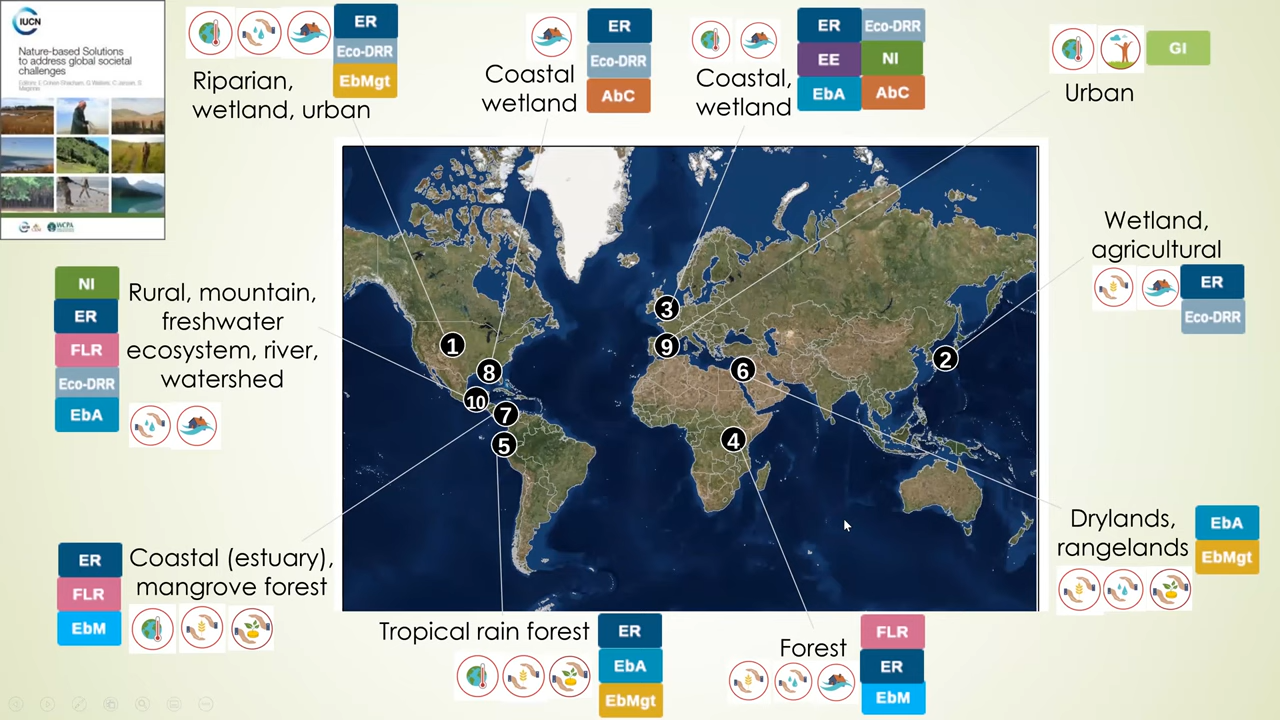 IUCN
Nature-based Solutions
to address global societal
challenges
WCPA
ER
Eco-DRR
EbMgt
Riparian,
wetland, urban
Coastal
wetland
ER
Eco-DRR
AbC
Coastal,
wetland
ER
Eco-DRR
EE
NI
EbA
AbC
Urban
GI
Wetland,
agricultural
ER
Eco-DRR
NI
ER
FLR
Eco-DRR
EbA
Rural, mountain,
freshwater
ecosystem, river,
watershed
1
2
3
4
5
6
7
8
9
10
ER
FLR
EbM
Coastal (estuary),
mangrove forest
Tropical rain forest
ER
EbA
EbMgt
Forest
FLR
ER
EbM
Drylands,
rangelands
EbA
EbMgt